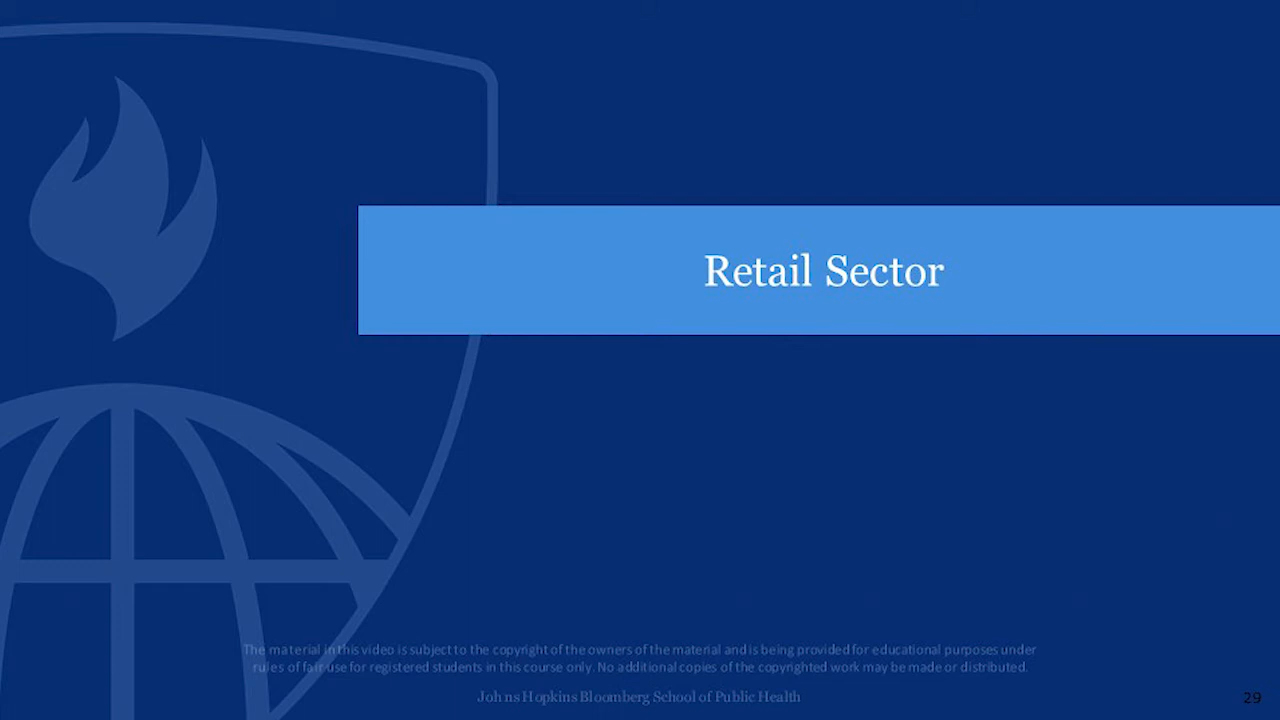 Retail Sector
The material in this video is subject to the copyright of the owners of the material and is being provided for educational purposes under
rules of fair use for registered students in this course only. No additional copies of the copyrighted work may be made or distributed.
Johns Hopkins Bloomberg School of Public Health
29